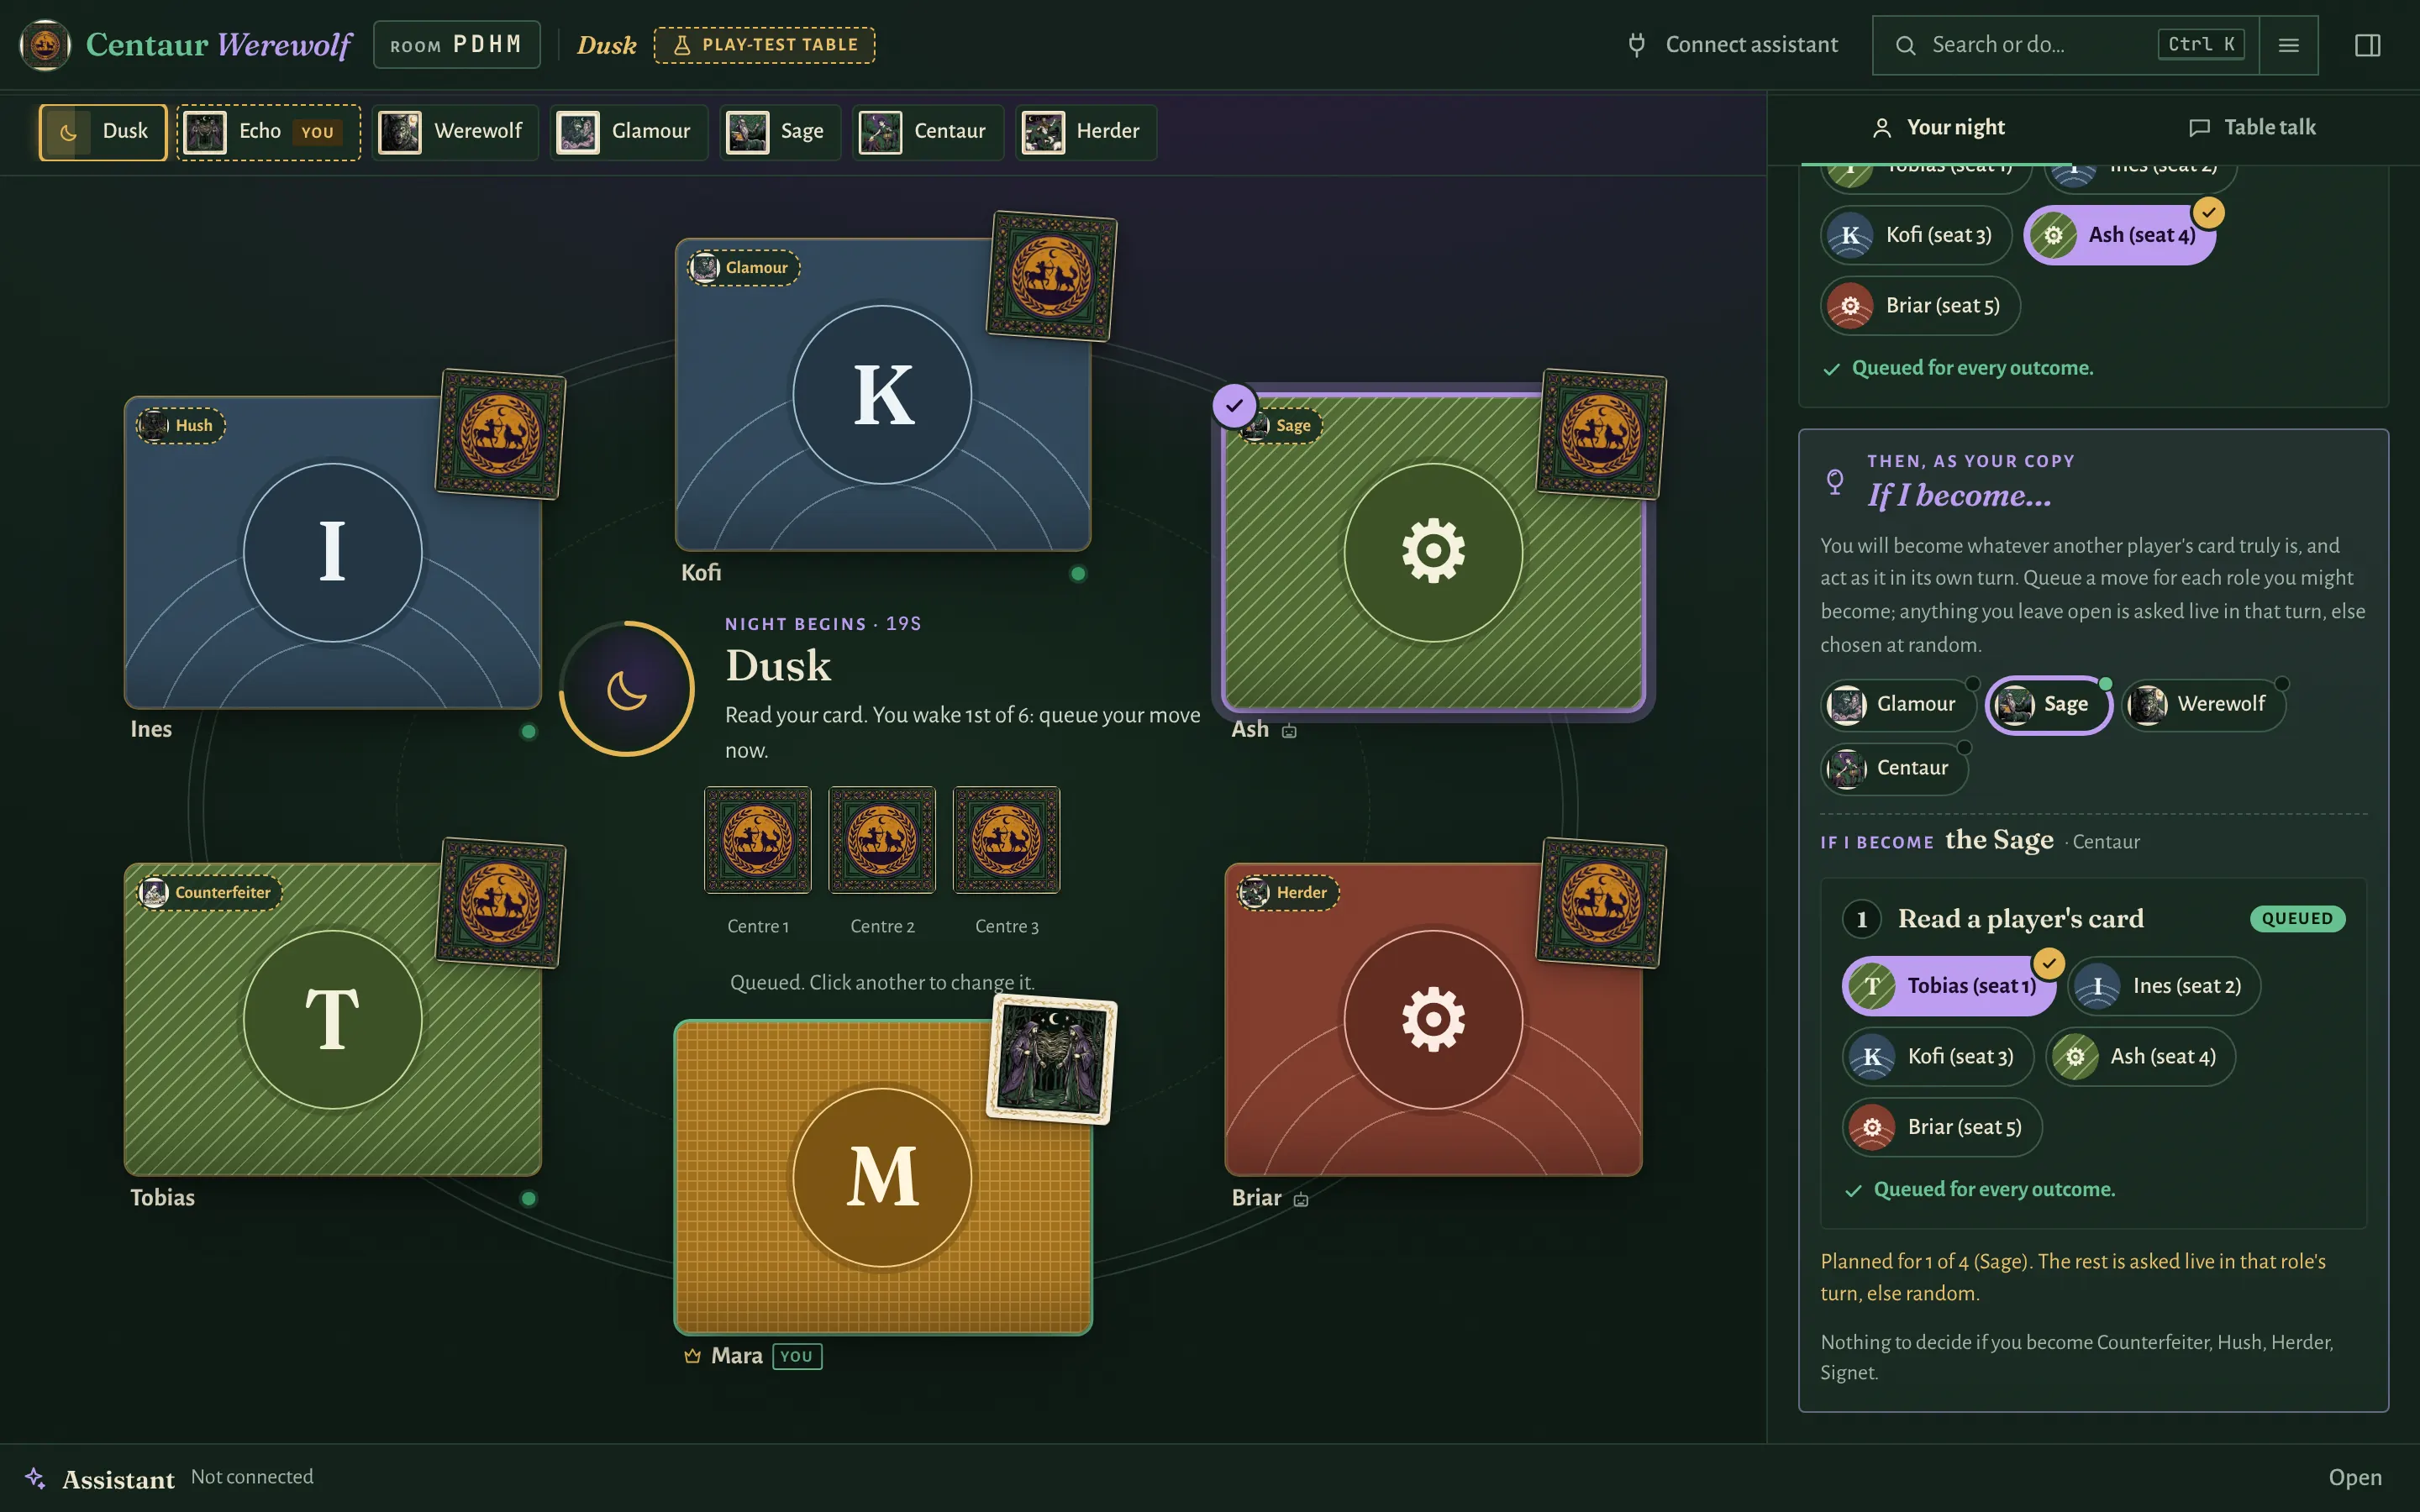 Centaur Werewolf
ROOM PDHM
Dusk
PLAY-TEST TABLE
Connect assistant
Search or do...
Ctrl K
Dusk
Echo YOU
Werewolf
Glamour
Sage
Centaur
Herder
Your night
Table talk
Tobias (seat 1)
Ines (seat 2)
Kofi (seat 3)
Ash (seat 4)
Briar (seat 5)
Queued for every outcome.
Glamour
K
Kofi
Hush
I
Ines
Sage
Ash
NIGHT BEGINS · 19S
Dusk
Read your card. You wake 1st of 6: queue your move
now.
Centre 1
Centre 2
Centre 3
Queued. Click another to change it.
Counterfeiter
T
Tobias
Herder
Briar
M
Mara YOU
THEN, AS YOUR COPY
If I become...
You will become whatever another player's card truly is, and
act as it in its own turn. Queue a move for each role you might
become; anything you leave open is asked live in that turn, else
chosen at random.
Glamour
Sage
Werewolf
Centaur
IF I BECOME the Sage · Centaur
1 Read a player's card QUEUED
T Tobias (seat 1)
I Ines (seat 2)
K Kofi (seat 3)
Ash (seat 4)
Briar (seat 5)
Queued for every outcome.
Planned for 1 of 4 (Sage). The rest is asked live in that role's
turn, else random.
Nothing to decide if you become Counterfeiter, Hush, Herder,
Signet.
Assistant Not connected
Open